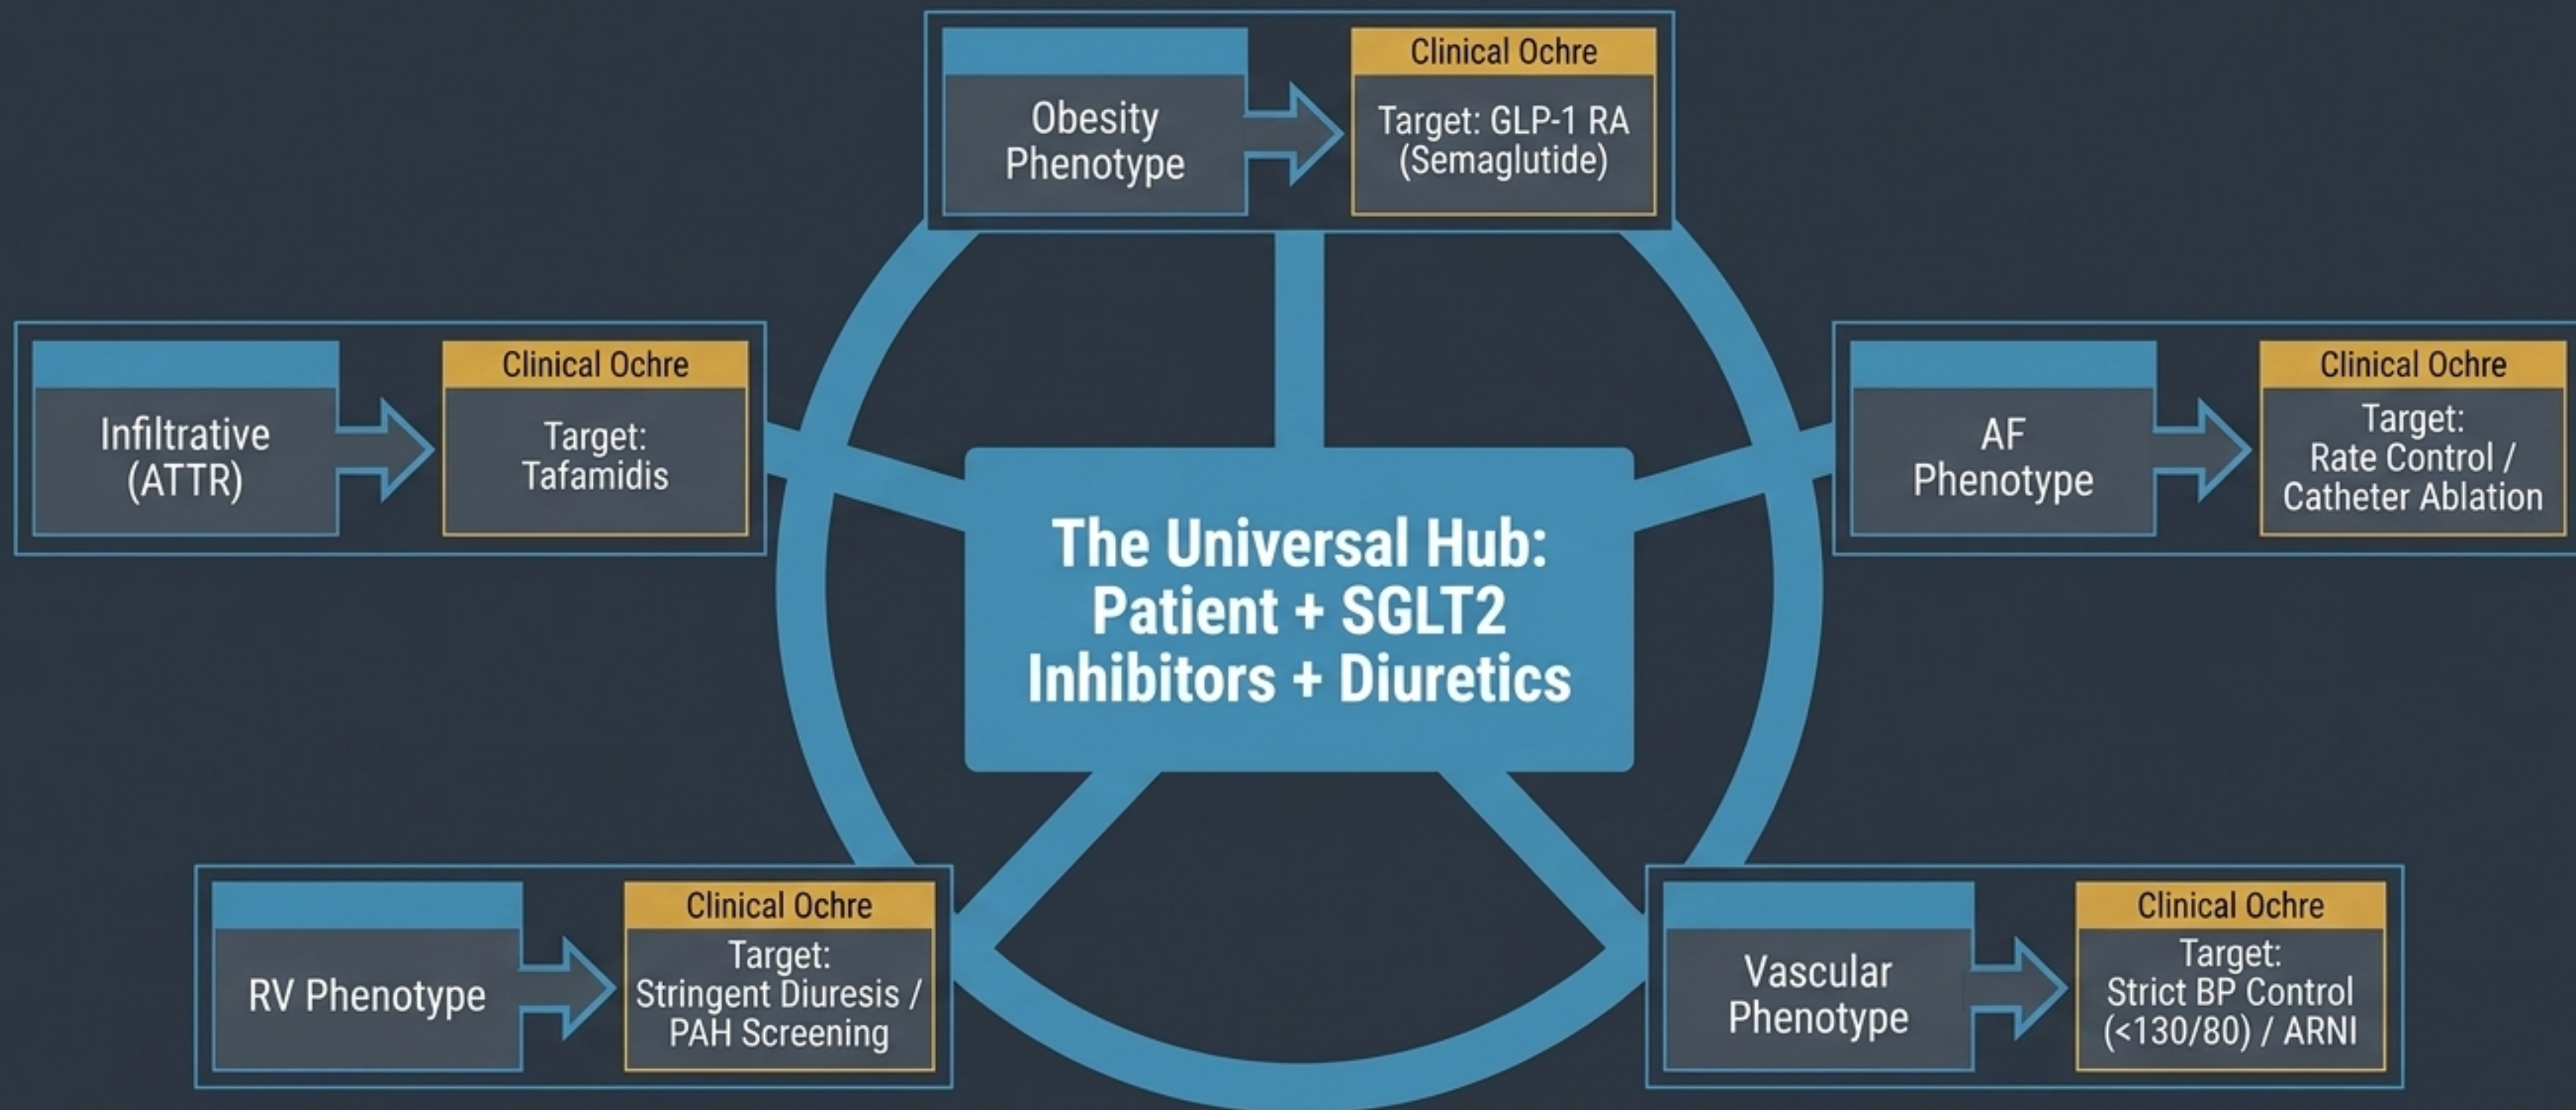 Obesity
Phenotype
Clinical Ochre
Target: GLP-1 RA
(Semaglutide)
Infiltrative
(ATTR)
Clinical Ochre
Target:
Tafamidis
AF
Phenotype
Clinical Ochre
Target:
Rate Control /
Catheter Ablation
The Universal Hub:
Patient + SGLT2
Inhibitors + Diuretics
RV Phenotype
Clinical Ochre
Target:
Stringent Diuresis /
PAH Screening
Vascular
Phenotype
Clinical Ochre
Target:
Strict BP Control
(<130/80) / ARNI